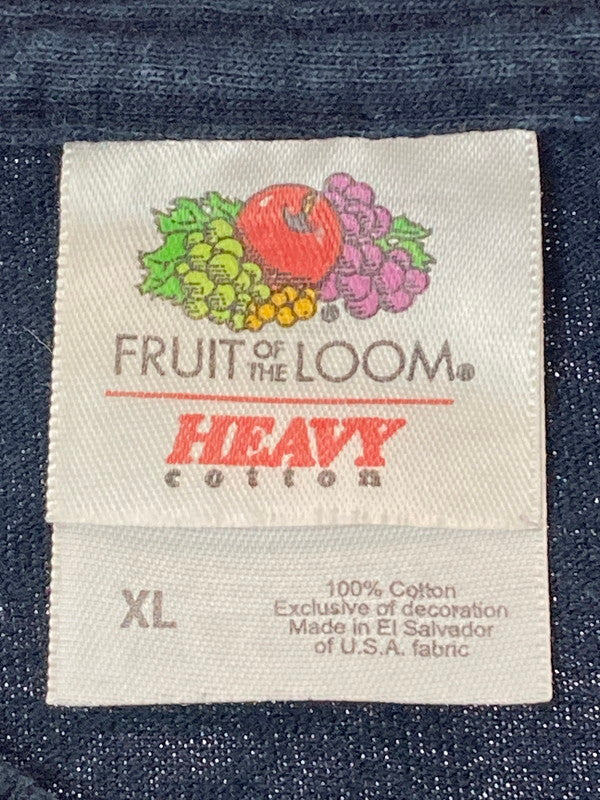 FRUIT OF THE LOOM®
HEAVY
cotton
XL
100% Cotton
Exclusive of decoration
Made in El Salvador
of U.S.A. fabric